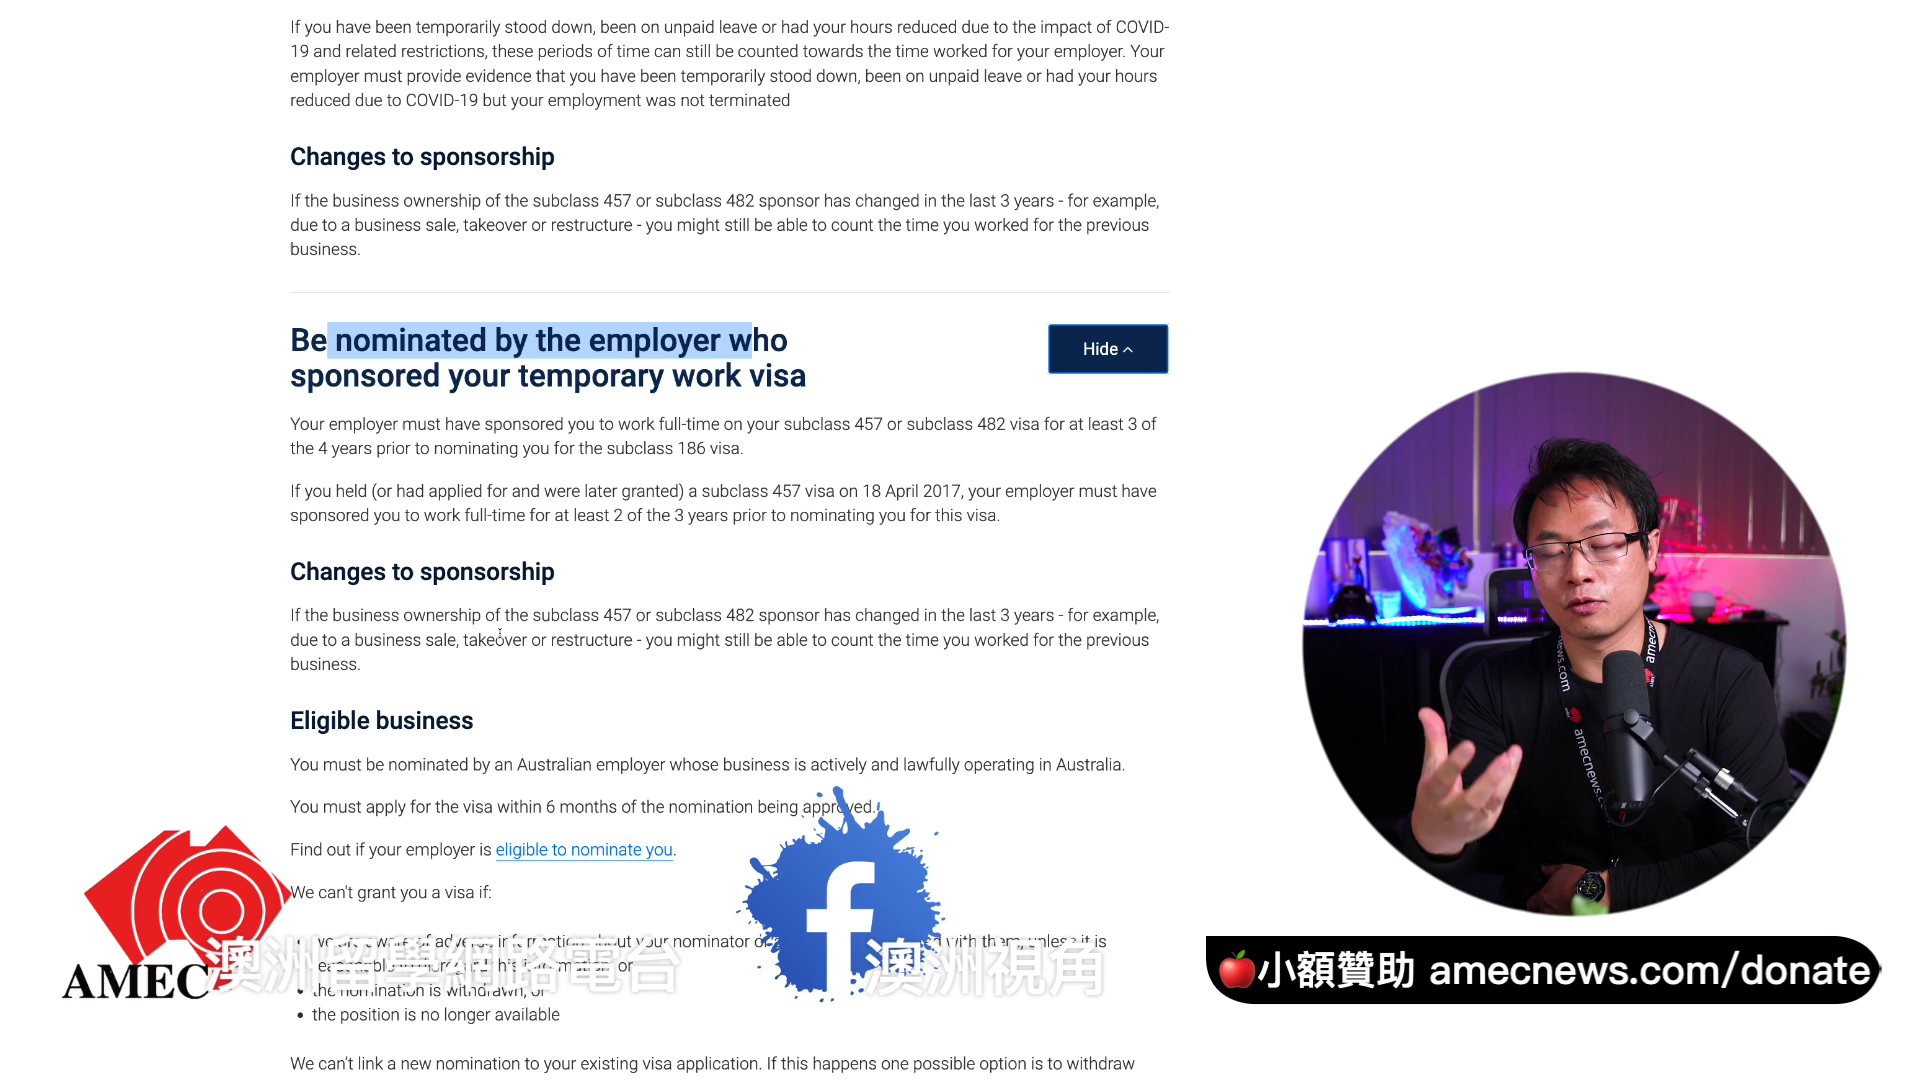 If you have been temporarily stood down, been on unpaid leave or had your hours reduced due to the impact of COVID-
19 and related restrictions, these periods of time can still be counted towards the time worked for your employer. Your
employer must provide evidence that you have been temporarily stood down, been on unpaid leave or had your hours
reduced due to COVID-19 but your employment was not terminated
Changes to sponsorship
If the business ownership of the subclass 457 or subclass 482 sponsor has changed in the last 3 years - for example,
due to a business sale, takeover or restructure - you might still be able to count the time you worked for the previous
business.
Be nominated by the employer who
sponsored your temporary work visa
Hide
Your employer must have sponsored you to work full-time on your subclass 457 or subclass 482 visa for at least 3 of
the 4 years prior to nominating you for the subclass 186 visa.
If you held (or had applied for and were later granted) a subclass 457 visa on 18 April 2017, your employer must have
sponsored you to work full-time for at least 2 of the 3 years prior to nominating you for this visa.
Changes to sponsorship
If the business ownership of the subclass 457 or subclass 482 sponsor has changed in the last 3 years - for example,
due to a business sale, takeover or restructure - you might still be able to count the time you worked for the previous
business.
Eligible business
You must be nominated by an Australian employer whose business is actively and lawfully operating in Australia.
You must apply for the visa within 6 months of the nomination being approved.
Find out if your employer is eligible to nominate you.
We can't grant you a visa if:
about your nominator with them, unless it is
the nomination is withdrawn, or
the position is no longer available
We can't link a new nomination to your existing visa application. If this happens one possible option is to withdraw
AMEC
澳洲留學網路電台
f
澳洲視角
小額贊助 amecnews.com/donate
amecnews.com
amecnews.c